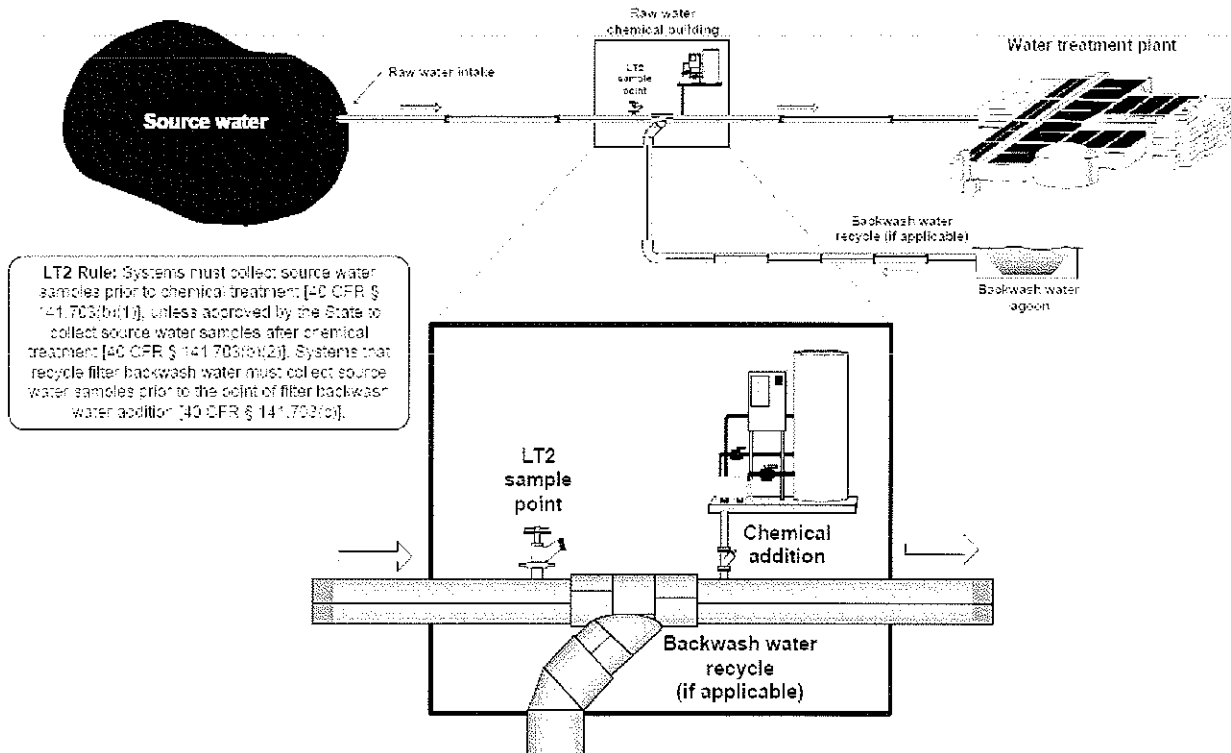 Raw water
chemical building
Water treatment plant
LT2
sample
point
Raw water intake
Source water
Backwash water
recycle (if applicable)
Backwash water
lagoon
LT2 Rule: Systems must collect source water
samples prior to chemical treatment [40 CFR §
141.703(b)(1)], unless approved by the State to
collect source water samples after chemical
treatment [40 CFR § 141.703(b)(2)]. Systems that
recycle filter backwash water must collect source
water samples prior to the point of filter backwash
water addition [40 CFR § 141.703(c)].
LT2
sample
point
Chemical
addition
Backwash water
recycle
(if applicable)